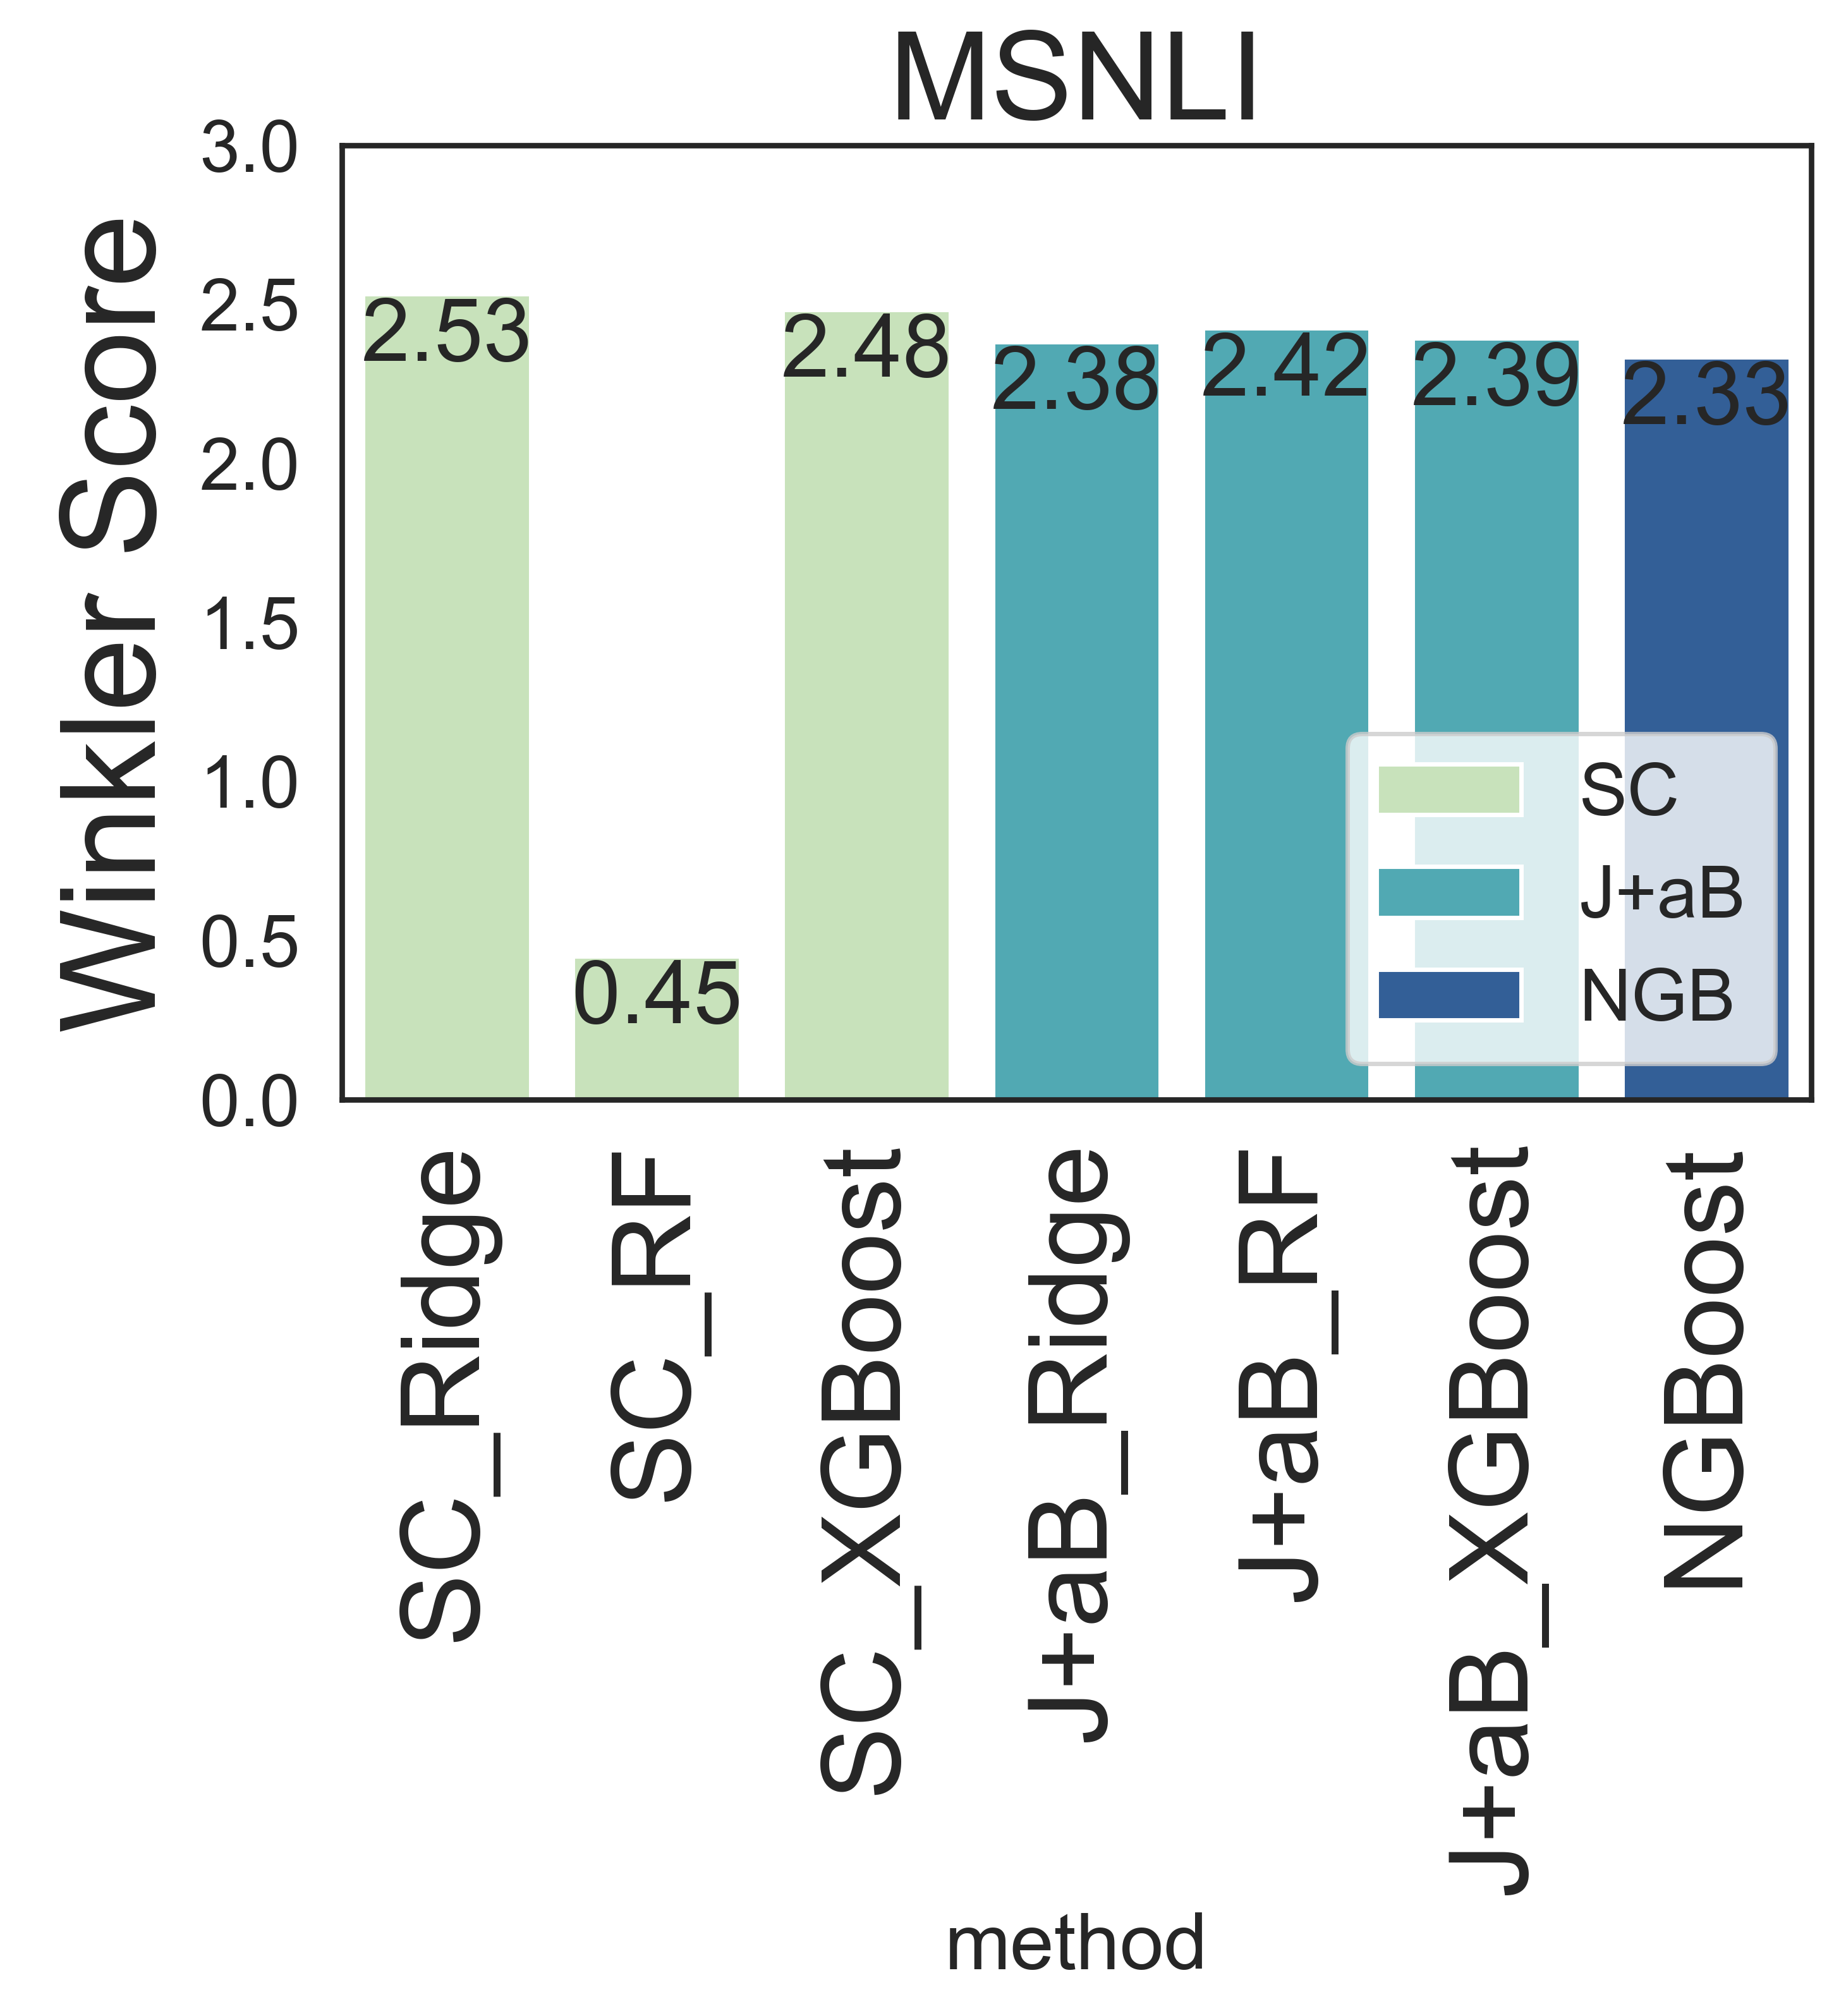 MSNLI
Winkler Score
3.0
2.5
2.0
1.5
1.0
0.5
0.0
2.53
0.45
2.48
2.38
2.42
2.39
2.33
SC
J+aB
NGB
SC_Ridge
SC_RF
SC_XGBoost
J+aB_Ridge
J+aB_RF
J+aB_XGBoost
NGBoost
method